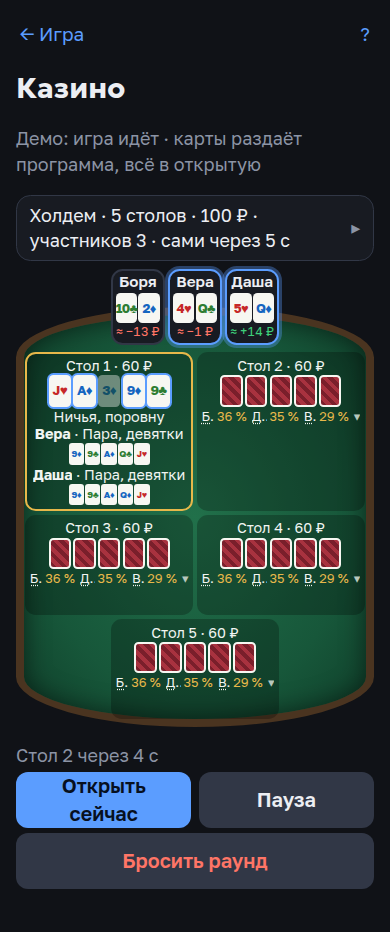 ← Игра ?
Казино
Демо: игра идёт · карты раздаёт
программа, всё в открытую
Холдем · 5 столов · 100 ₽ ·
участников 3 · сами через 5 с ▸
Боря Вера Даша
10♣ 2♦ 4♥ Q♣ 5♥ Q♦
≈ −13 ₽ ≈ −1 ₽ ≈ +14 ₽
Стол 1 · 60 ₽ Стол 2 · 60 ₽
J♥ A♦ 3♦ 9♦ 9♣
Ничья, поровну Б. 36 % Д. 35 % В. 29 % ▾
Вера · Пара, девятки
9♦ 9♣ A♦ Q♣ J♥
Даша · Пара, девятки
9♦ 9♣ A♦ Q♦ J♥
Стол 3 · 60 ₽ Стол 4 · 60 ₽
Б. 36 % Д. 35 % В. 29 % ▾ Б. 36 % Д. 35 % В. 29 % ▾
Стол 5 · 60 ₽
Б. 36 % Д. 35 % В. 29 % ▾
Стол 2 через 4 с
Открыть
сейчас
Пауза
Бросить раунд